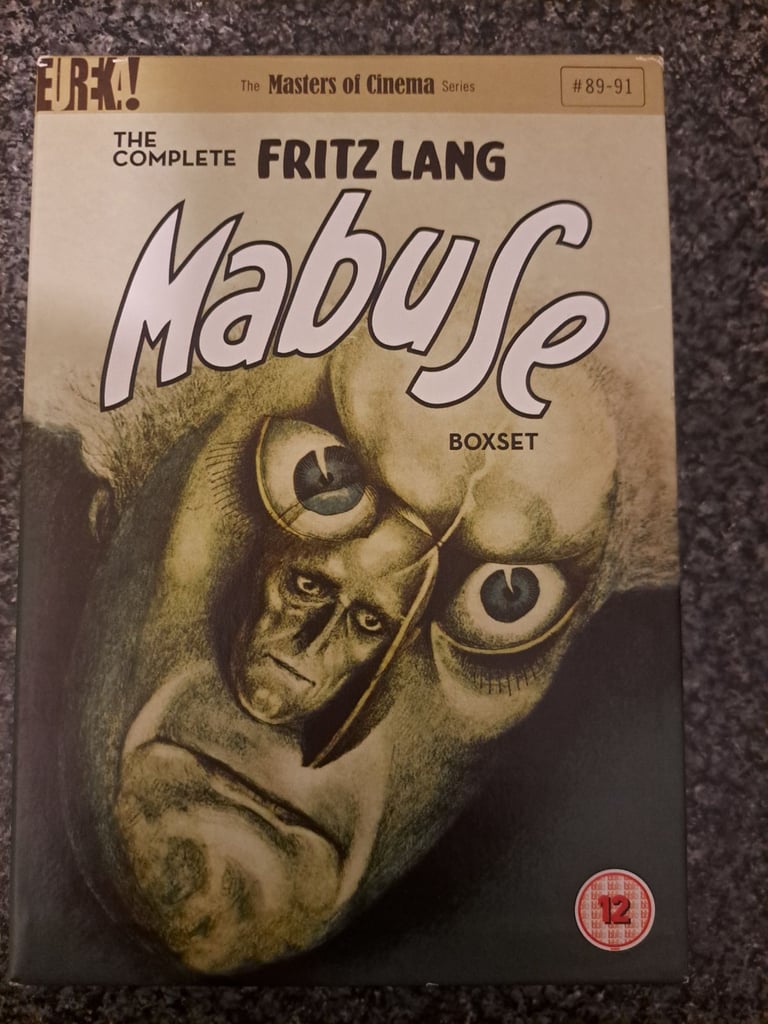 EUREKA!
The Masters of Cinema Series
#89-91
THE
COMPLETE FRITZ LANG
Mabuse
BOXSET
12